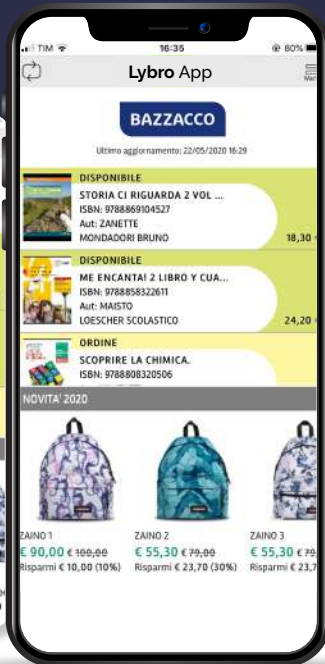 TIM 16:35 80%
Lybro App
BAZZACCO
Ultimo aggiornamento: 22/05/2020 16:29
DISPONIBILE
STORIA CI RIGUARDA 2 VOL ...
ISBN: 9788869104527
Aut: ZANETTE
MONDADORI BRUNO 18,30
DISPONIBILE
ME ENCANTA! 2 LIBRO Y CUA...
ISBN: 9788858322611
Aut: MAISTO
LOESCHER SCOLASTICO 24,20
ORDINE
SCOPRIRE LA CHIMICA.
ISBN: 9788808320506
NOVITA' 2020
ZAINO 1 ZAINO 2 ZAINO 3
€ 90,00 € 100,00 € 55,30 € 79,00 € 55,30 € 79,
Risparmi € 10,00 (10%) Risparmi € 23,70 (30%) Risparmi € 23,7